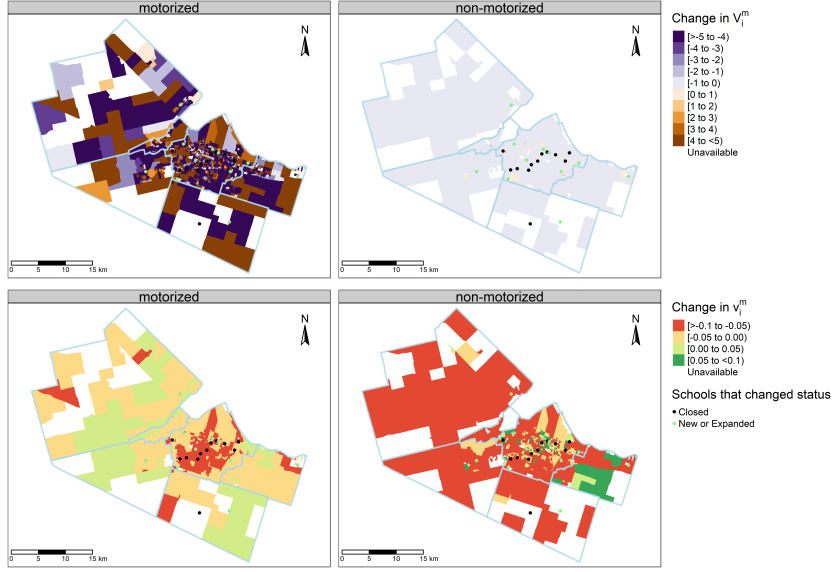 motorized
non-motorized
N
N
0 5 10 15 km
0 5 10 15 km
Change in V_i^m
[>-5 to -4)
[-4 to -3)
[-3 to -2)
[-2 to -1)
[-1 to 0)
[0 to 1)
[1 to 2)
[2 to 3)
[3 to 4)
[4 to <5)
Unavailable
motorized
non-motorized
N
N
0 5 10 15 km
0 5 10 15 km
Change in v_i^m
[>-0.1 to -0.05)
[-0.05 to 0.00)
[0.00 to 0.05)
[0.05 to <0.1)
Unavailable
Schools that changed status
Closed
New or Expanded